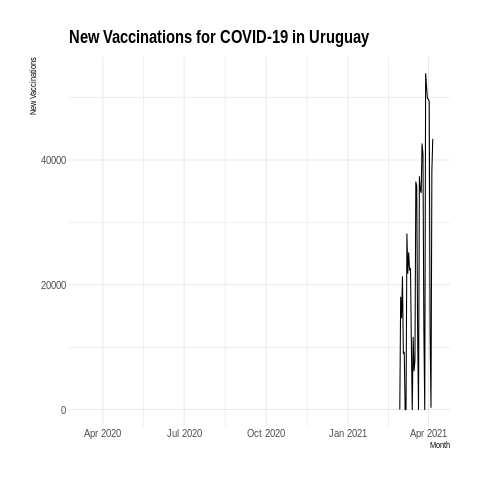 New Vaccinations for COVID-19 in Uruguay
New Vaccinations
40000
20000
0
Apr 2020 Jul 2020 Oct 2020 Jan 2021 Apr 2021
Month